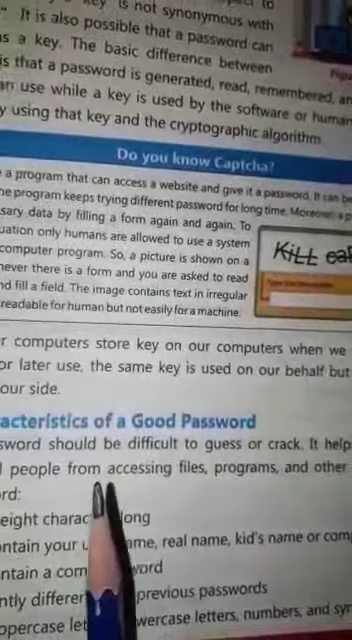 key is not synonymous with
" It is also possible that a password can
as a key. The basic difference between
is that a password is generated, read, remembered, an
an use while a key is used by the software or human
y using that key and the cryptographic algorithm
Figu
Do you know Captcha?
a program that can access a website and give it a password. It can be
he program keeps trying different password for long time. Moreover, a p
sary data by filling a form again and again. To
uation only humans are allowed to use a system
computer program. So, a picture is shown on a
never there is a form and you are asked to read
nd fill a field. The image contains text in irregular
readable for human but not easily for a machine.
KiLL eat
r computers store key on our computers when we
or later use, the same key is used on our behalf but
our side.
acteristics of a Good Password
sword should be difficult to guess or crack. It help
l people from accessing files, programs, and other
rd:
eight charac long
ontain your u ame, real name, kid's name or com
ntain a com word
ntly differen previous passwords
ppercase let wercase letters, numbers, and sym